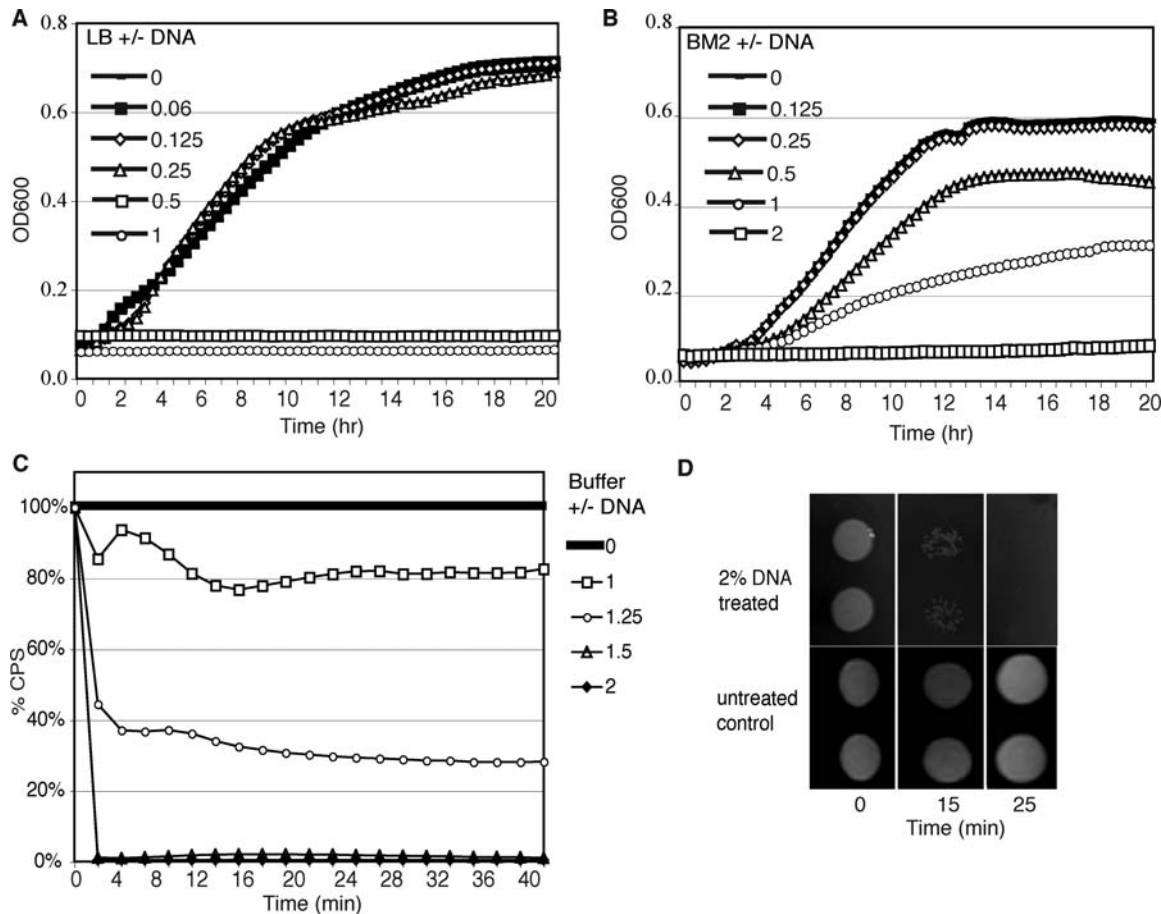 A
LB +/- DNA
0
0.06
0.125
0.25
0.5
1
OD600
0.8
0.6
0.4
0.2
0.0
0 2 4 6 8 10 12 14 16 18 20
Time (hr)
B
BM2 +/- DNA
0
0.125
0.25
0.5
1
2
OD600
0.8
0.6
0.4
0.2
0.0
0 2 4 6 8 10 12 14 16 18 20
Time (hr)
C
Buffer
+/- DNA
0
1
1.25
1.5
2
% CPS
100%
80%
60%
40%
20%
0%
0 4 8 12 16 20 24 28 32 36 40
Time (min)
D
2% DNA
treated
untreated
control
0 15 25
Time (min)